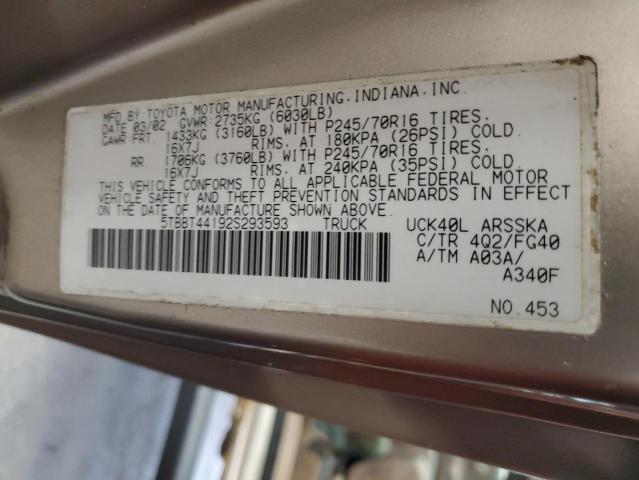 MFD BY TOYOTA MOTOR MANUFACTURING, INDIANA, INC.
DATE 03/02 GVWR: 2735KG (6030LB)
GAWR: FRT. 1433KG (3160LB) WITH P245/70R16 TIRES.
16X7J RIMS. AT 180KPA (26PSI) COLD.
RR 1706KG (3760LB) WITH P245/70R16 TIRES.
16X7J RIMS. AT 240KPA (35PSI) COLD.
THIS VEHICLE CONFORMS TO ALL APPLICABLE FEDERAL MOTOR
VEHICLE SAFETY AND THEFT PREVENTION STANDARDS IN EFFECT
ON THE DATE OF MANUFACTURE SHOWN ABOVE.
5TBBT44192S293593 TRUCK UCK40L ARSSKA
C/TR 4Q2/FG40
A/TM A03A/
A340F
NO. 453